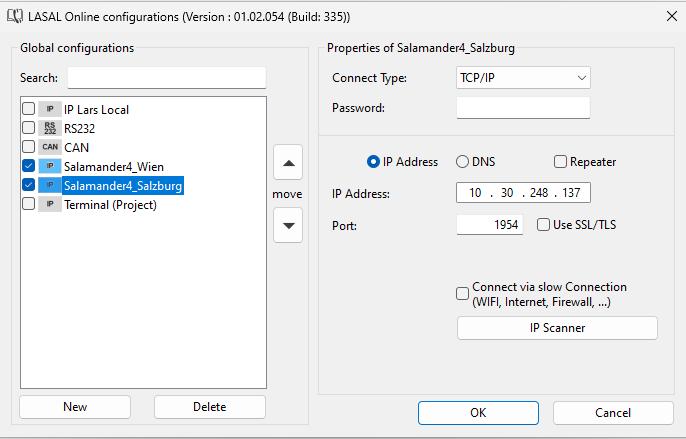 LASAL Online configurations (Version : 01.02.054 (Build: 335))
Global configurations
Search:
IP IP Lars Local
RS 232 RS232
CAN CAN
IP Salamander4_Wien
IP Salamander4_Salzburg
IP Terminal (Project)
move
New
Delete
Properties of Salamander4_Salzburg
Connect Type: TCP/IP
Password:
IP Address DNS Repeater
IP Address: 10 . 30 . 248 . 137
Port: 1954 Use SSL/TLS
Connect via slow Connection
(WIFI, Internet, Firewall, ...)
IP Scanner
OK
Cancel